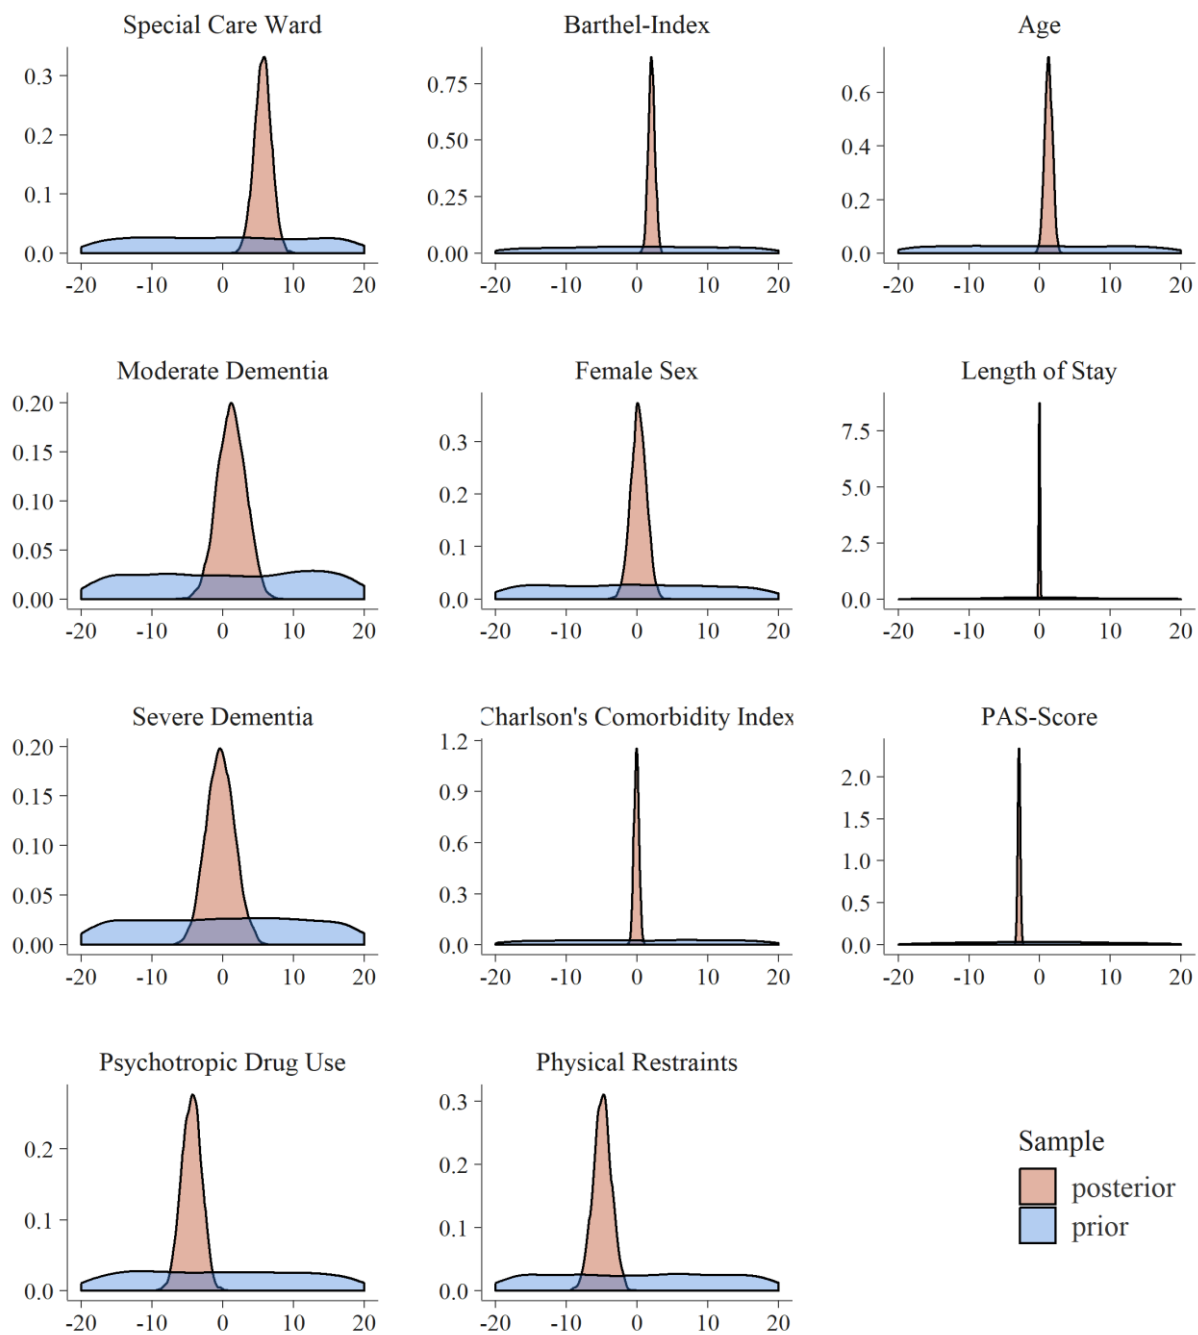 Special Care Ward
0.3
0.2
0.1
0.0
-20 -10 0 10 20
Barthel-Index
0.75
0.50
0.25
0.00
-20 -10 0 10 20
Age
0.6
0.4
0.2
0.0
-20 -10 0 10 20
Moderate Dementia
0.20
0.15
0.10
0.05
0.00
-20 -10 0 10 20
Female Sex
0.3
0.2
0.1
0.0
-20 -10 0 10 20
Length of Stay
7.5
5.0
2.5
0.0
-20 -10 0 10 20
Severe Dementia
0.20
0.15
0.10
0.05
0.00
-20 -10 0 10 20
Charlson's Comorbidity Index
1.2
0.9
0.6
0.3
0.0
-20 -10 0 10 20
PAS-Score
2.0
1.5
1.0
0.5
0.0
-20 -10 0 10 20
Psychotropic Drug Use
0.2
0.1
0.0
-20 -10 0 10 20
Physical Restraints
0.3
0.2
0.1
0.0
-20 -10 0 10 20
Sample
posterior
prior